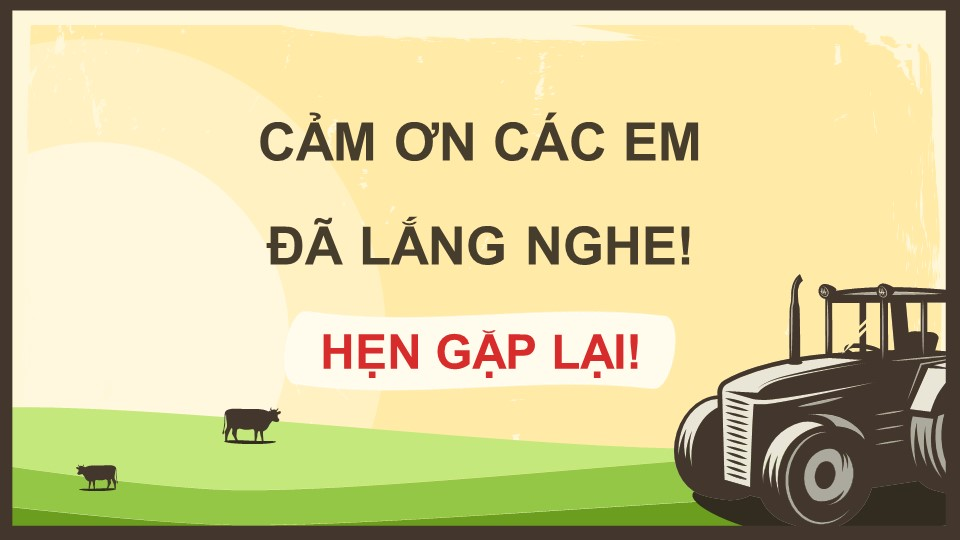 CẢM ƠN CÁC EM
ĐÃ LẮNG NGHE!
HẸN GẶP LẠI!